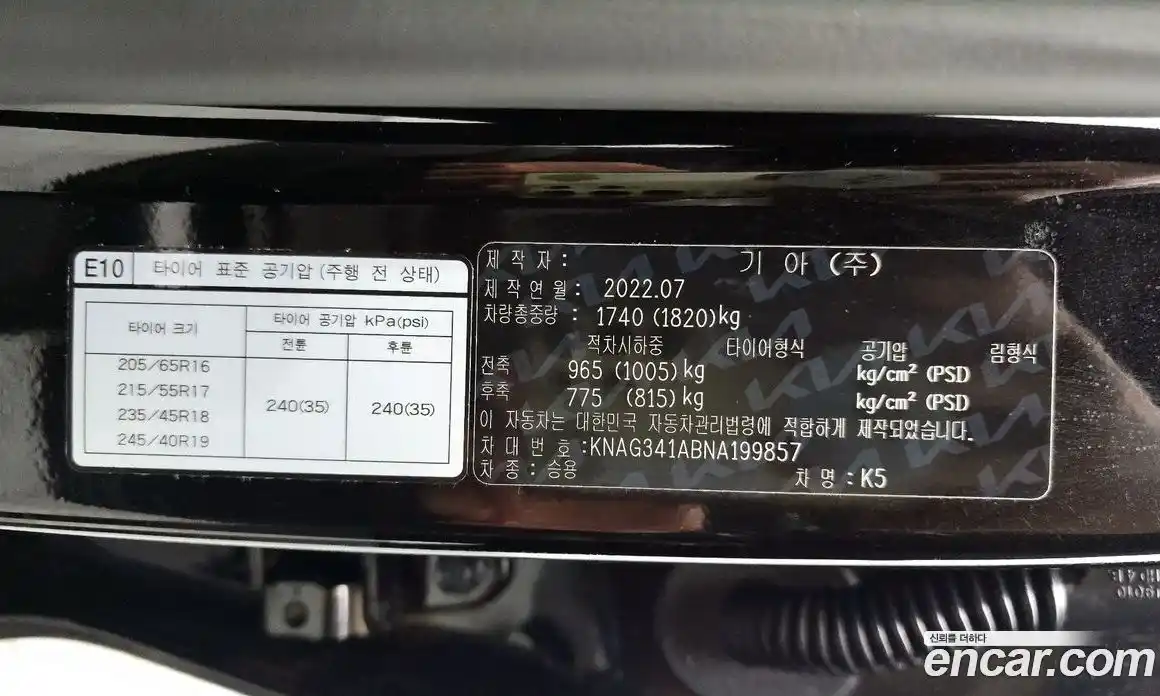 E10 타이어 표준 공기압 (주행 전 상태)
타이어 크기
타이어 공기압 kPa(psi)
전륜 후륜
205/65R16
215/55R17
235/45R18
245/40R19
240(35) 240(35)
제 작 자 : 기 아 (주)
제 작 연 월 : 2022.07
차량총중량 : 1740 (1820)kg
적차시하중 타이어형식 공기압 림형식
전축 965 (1005)kg kg/cm² (PSI)
후축 775 (815)kg kg/cm² (PSI)
이 자동차는 대한민국 자동차관리법령에 적합하게 제작되었습니다.
차 대 번 호 :KNAG341ABNA199857
차 종 : 승용 차 명 : K5
신뢰를 더하다
encar.com